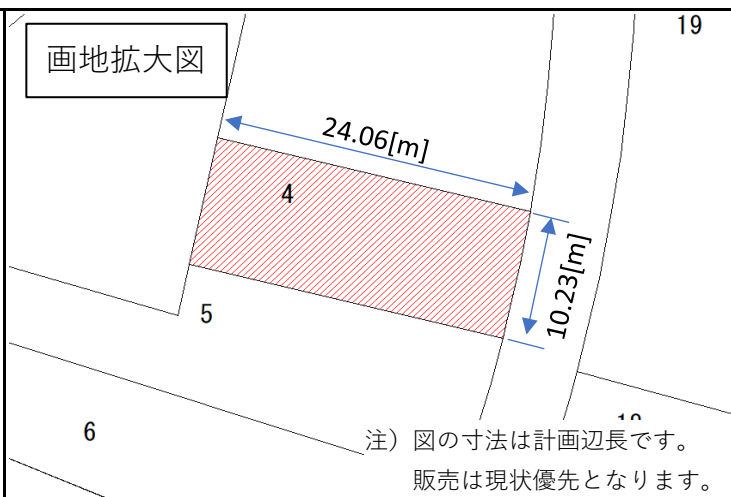 画地拡大図
19
24.06[m]
4
10.23[m]
5
6
注）図の寸法は計画辺長です。
販売は現状優先となります。